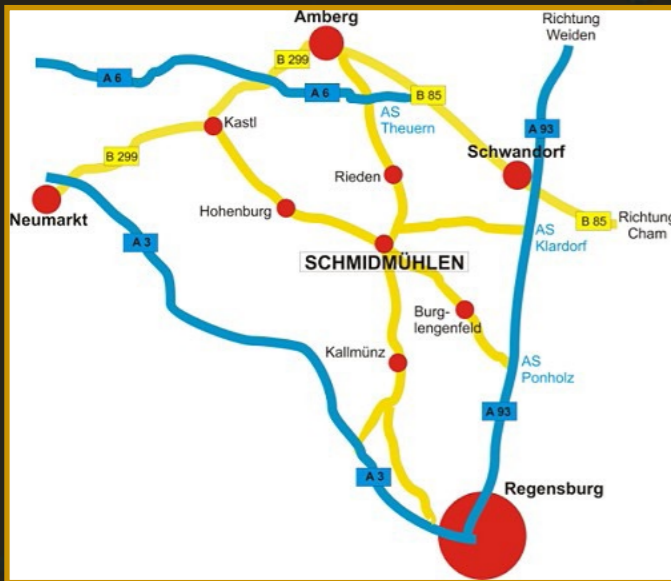 Amberg
Richtung
Weiden
B 299
A 6
A 6
B 85
AS
Theuern
A 93
Kastl
B 299
Schwandorf
Rieden
Neumarkt
Hohenburg
B 85
Richtung
Cham
A 3
AS
Klardorf
SCHMIDMÜHLEN
Burg-
lengenfeld
Kallmünz
AS
Ponholz
A 93
A 3
Regensburg